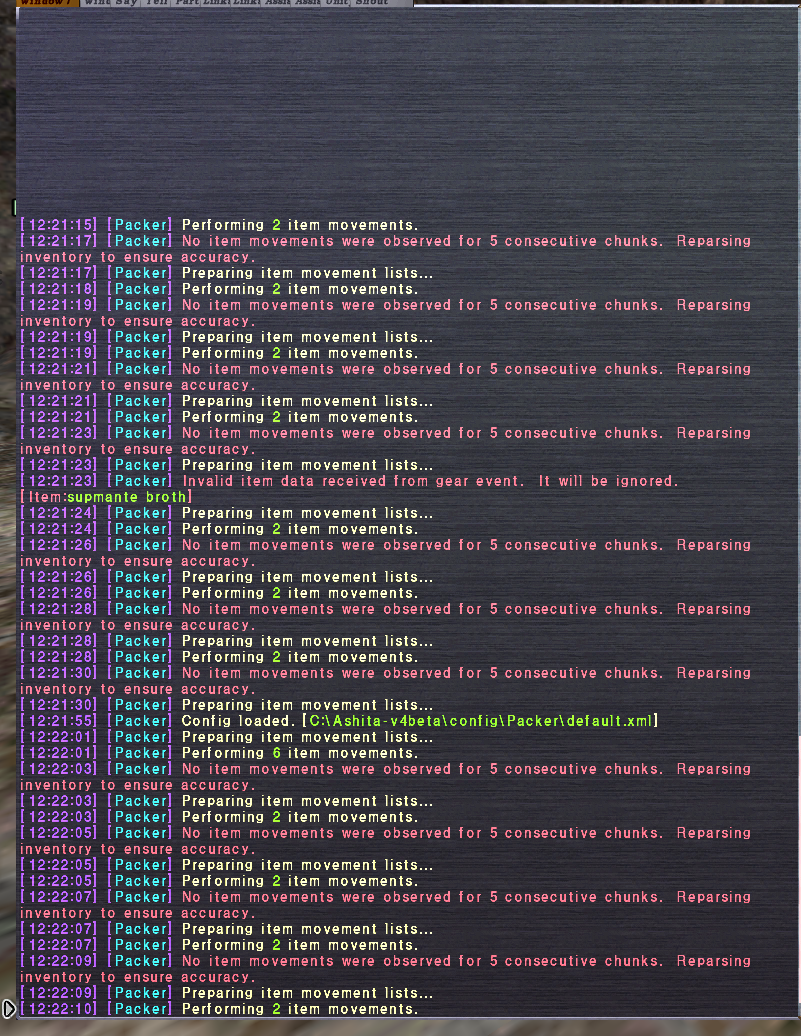 Window 7 Wind Say Tell Part Link1 Link2 Assis Assis Unit Shout
[12:21:15] [Packer] Performing 2 item movements.
[12:21:17] [Packer] No item movements were observed for 5 consecutive chunks. Reparsing
inventory to ensure accuracy.
[12:21:17] [Packer] Preparing item movement lists...
[12:21:18] [Packer] Performing 2 item movements.
[12:21:19] [Packer] No item movements were observed for 5 consecutive chunks. Reparsing
inventory to ensure accuracy.
[12:21:19] [Packer] Preparing item movement lists...
[12:21:19] [Packer] Performing 2 item movements.
[12:21:21] [Packer] No item movements were observed for 5 consecutive chunks. Reparsing
inventory to ensure accuracy.
[12:21:21] [Packer] Preparing item movement lists...
[12:21:21] [Packer] Performing 2 item movements.
[12:21:23] [Packer] No item movements were observed for 5 consecutive chunks. Reparsing
inventory to ensure accuracy.
[12:21:23] [Packer] Preparing item movement lists...
[12:21:23] [Packer] Invalid item data received from gear event. It will be ignored.
[Item:supmante broth]
[12:21:24] [Packer] Preparing item movement lists...
[12:21:24] [Packer] Performing 2 item movements.
[12:21:26] [Packer] No item movements were observed for 5 consecutive chunks. Reparsing
inventory to ensure accuracy.
[12:21:26] [Packer] Preparing item movement lists...
[12:21:26] [Packer] Performing 2 item movements.
[12:21:28] [Packer] No item movements were observed for 5 consecutive chunks. Reparsing
inventory to ensure accuracy.
[12:21:28] [Packer] Preparing item movement lists...
[12:21:28] [Packer] Performing 2 item movements.
[12:21:30] [Packer] No item movements were observed for 5 consecutive chunks. Reparsing
inventory to ensure accuracy.
[12:21:30] [Packer] Preparing item movement lists...
[12:21:55] [Packer] Config loaded. [C:\Ashita-v4beta\config\Packer\default.xml]
[12:22:01] [Packer] Preparing item movement lists...
[12:22:01] [Packer] Performing 6 item movements.
[12:22:03] [Packer] No item movements were observed for 5 consecutive chunks. Reparsing
inventory to ensure accuracy.
[12:22:03] [Packer] Preparing item movement lists...
[12:22:03] [Packer] Performing 2 item movements.
[12:22:05] [Packer] No item movements were observed for 5 consecutive chunks. Reparsing
inventory to ensure accuracy.
[12:22:05] [Packer] Preparing item movement lists...
[12:22:05] [Packer] Performing 2 item movements.
[12:22:07] [Packer] No item movements were observed for 5 consecutive chunks. Reparsing
inventory to ensure accuracy.
[12:22:07] [Packer] Preparing item movement lists...
[12:22:07] [Packer] Performing 2 item movements.
[12:22:09] [Packer] No item movements were observed for 5 consecutive chunks. Reparsing
inventory to ensure accuracy.
[12:22:09] [Packer] Preparing item movement lists...
[12:22:10] [Packer] Performing 2 item movements.